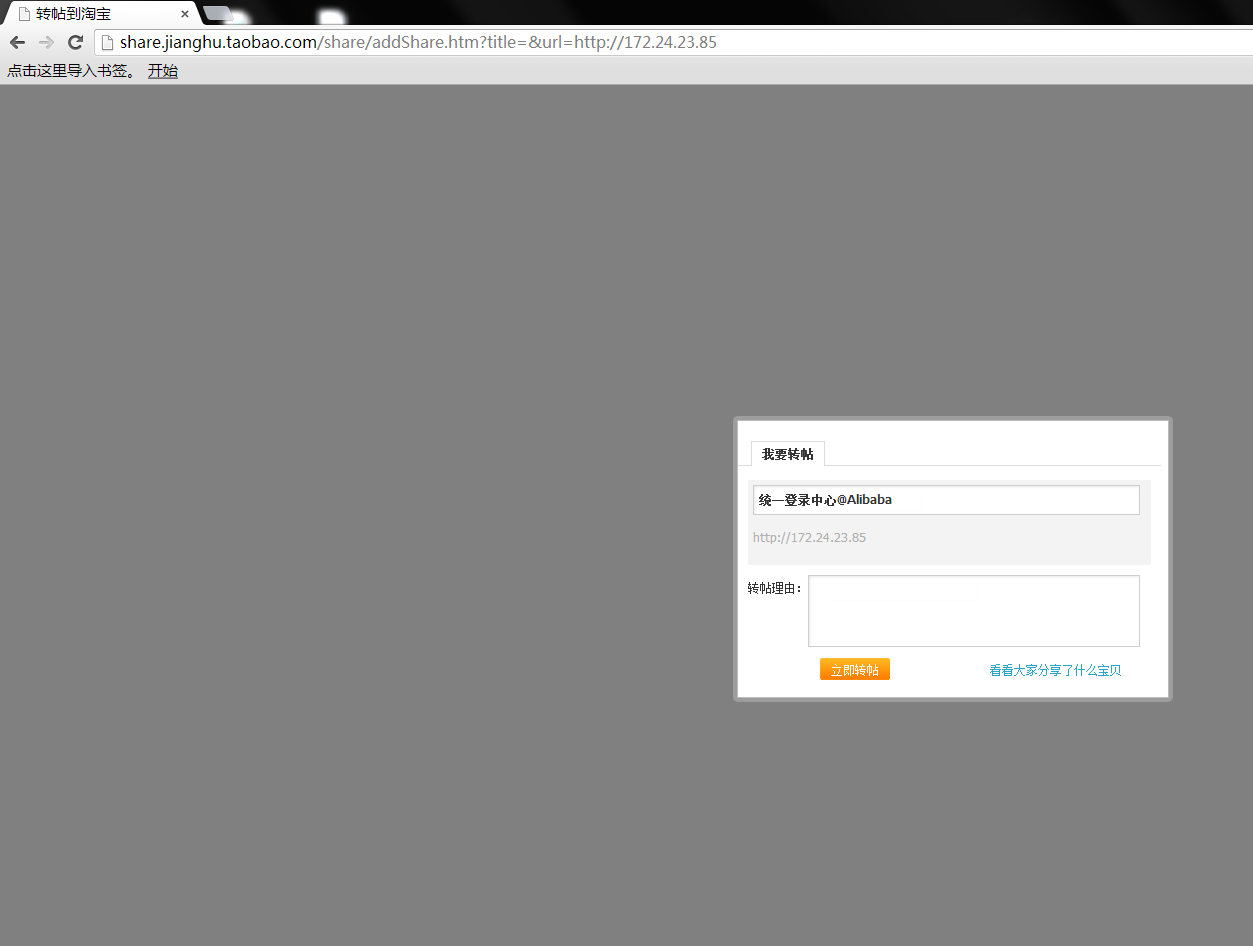 转帖到淘宝
share.jianghu.taobao.com/share/addShare.htm?title=&url=http://172.24.23.85
点击这里导入书签。 开始
我要转帖
统一登录中心@Alibaba
http://172.24.23.85
转帖理由：
立即转帖 看看大家分享了什么宝贝